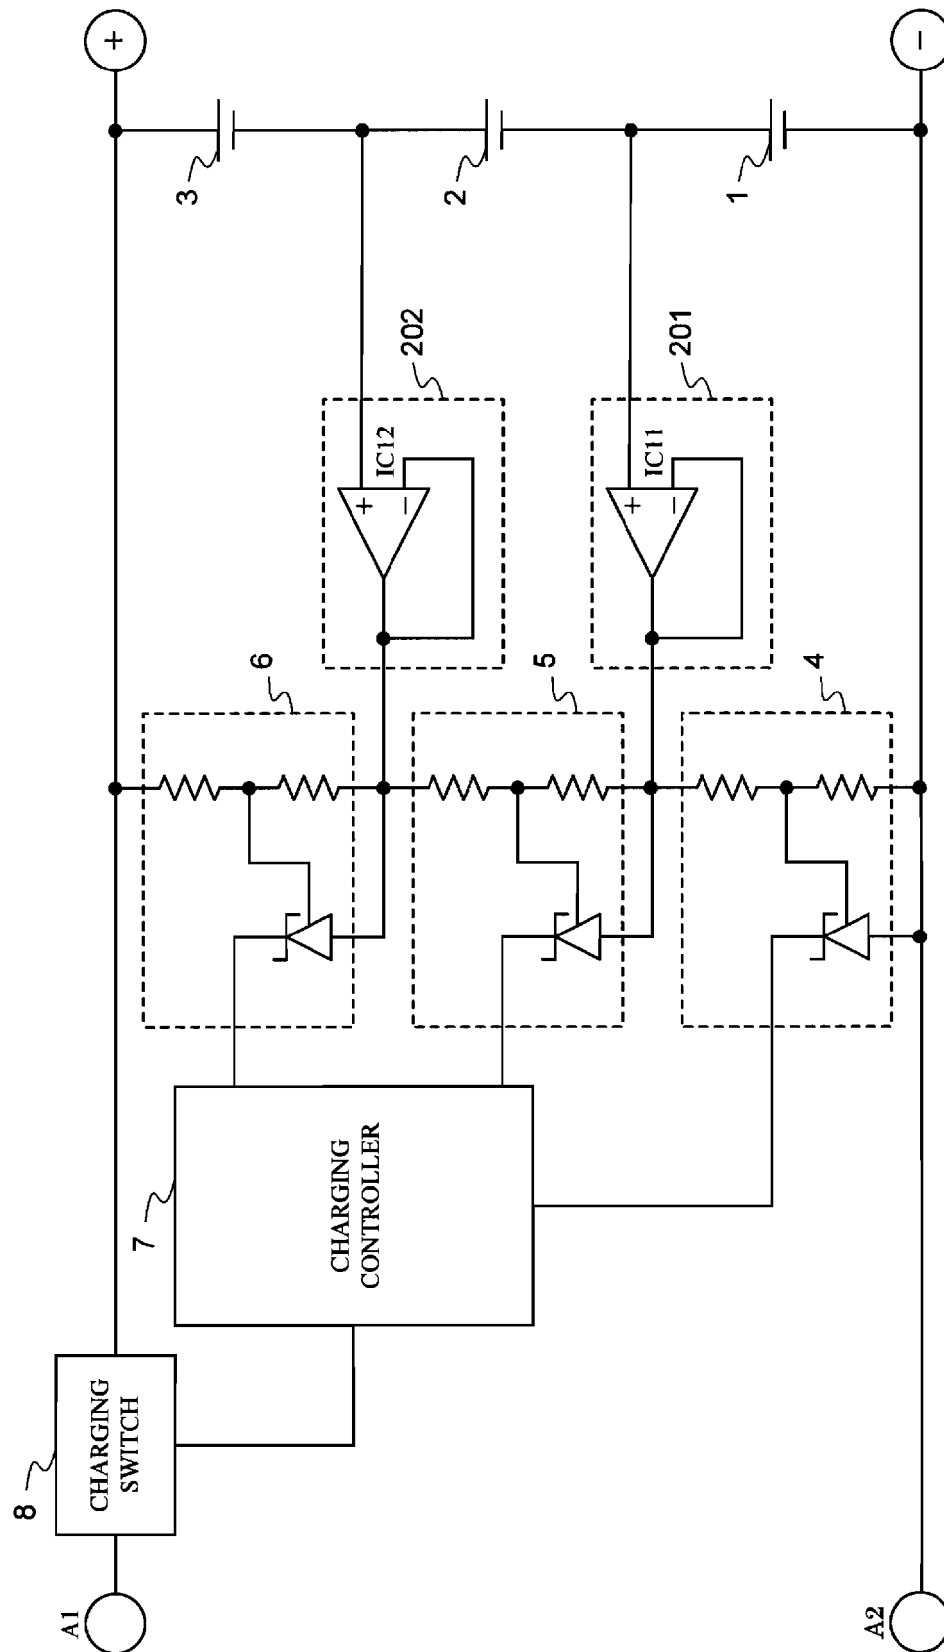 A1
8
CHARGING
SWITCH
7
CHARGING
CONTROLLER
6
5
4
202
IC12
+
−
201
IC11
+
−
3
2
1
+
−
A2